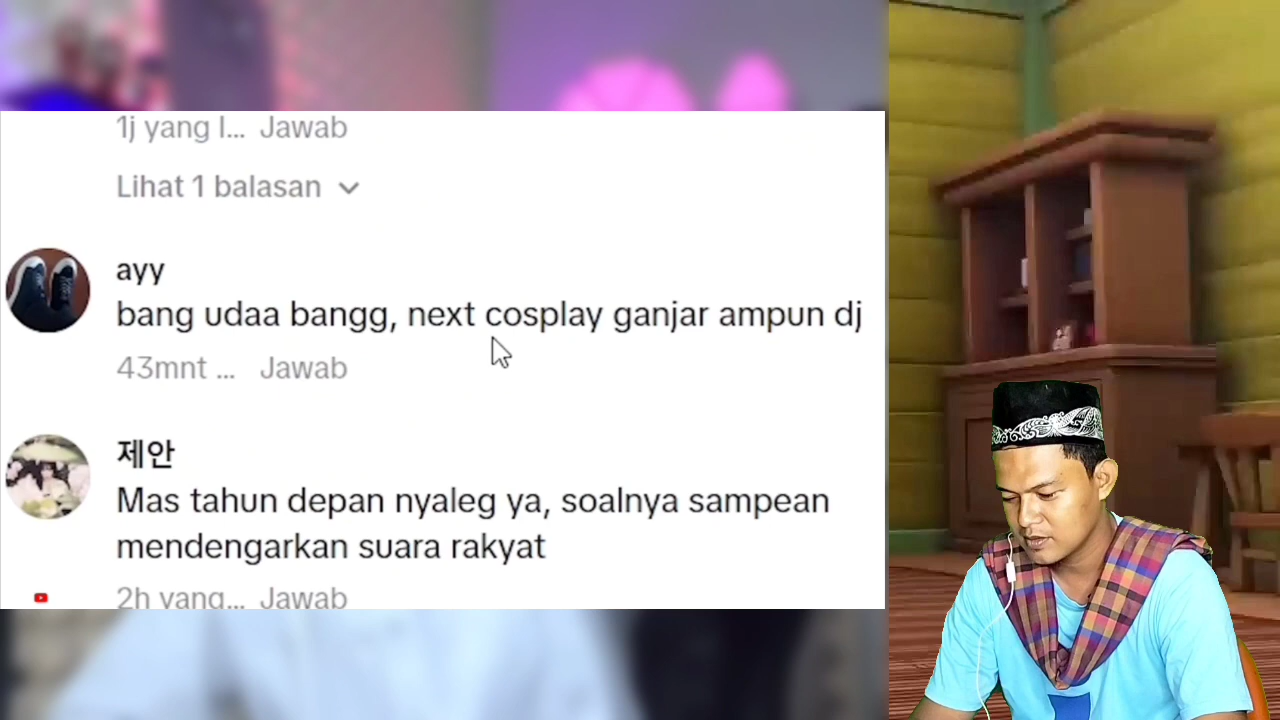 1j yang l... Jawab
Lihat 1 balasan
ayy
bang udaa bangg, next cosplay ganjar ampun dj
43mnt ... Jawab
제안
Mas tahun depan nyaleg ya, soalnya sampean
mendengarkan suara rakyat
2h yang... Jawab